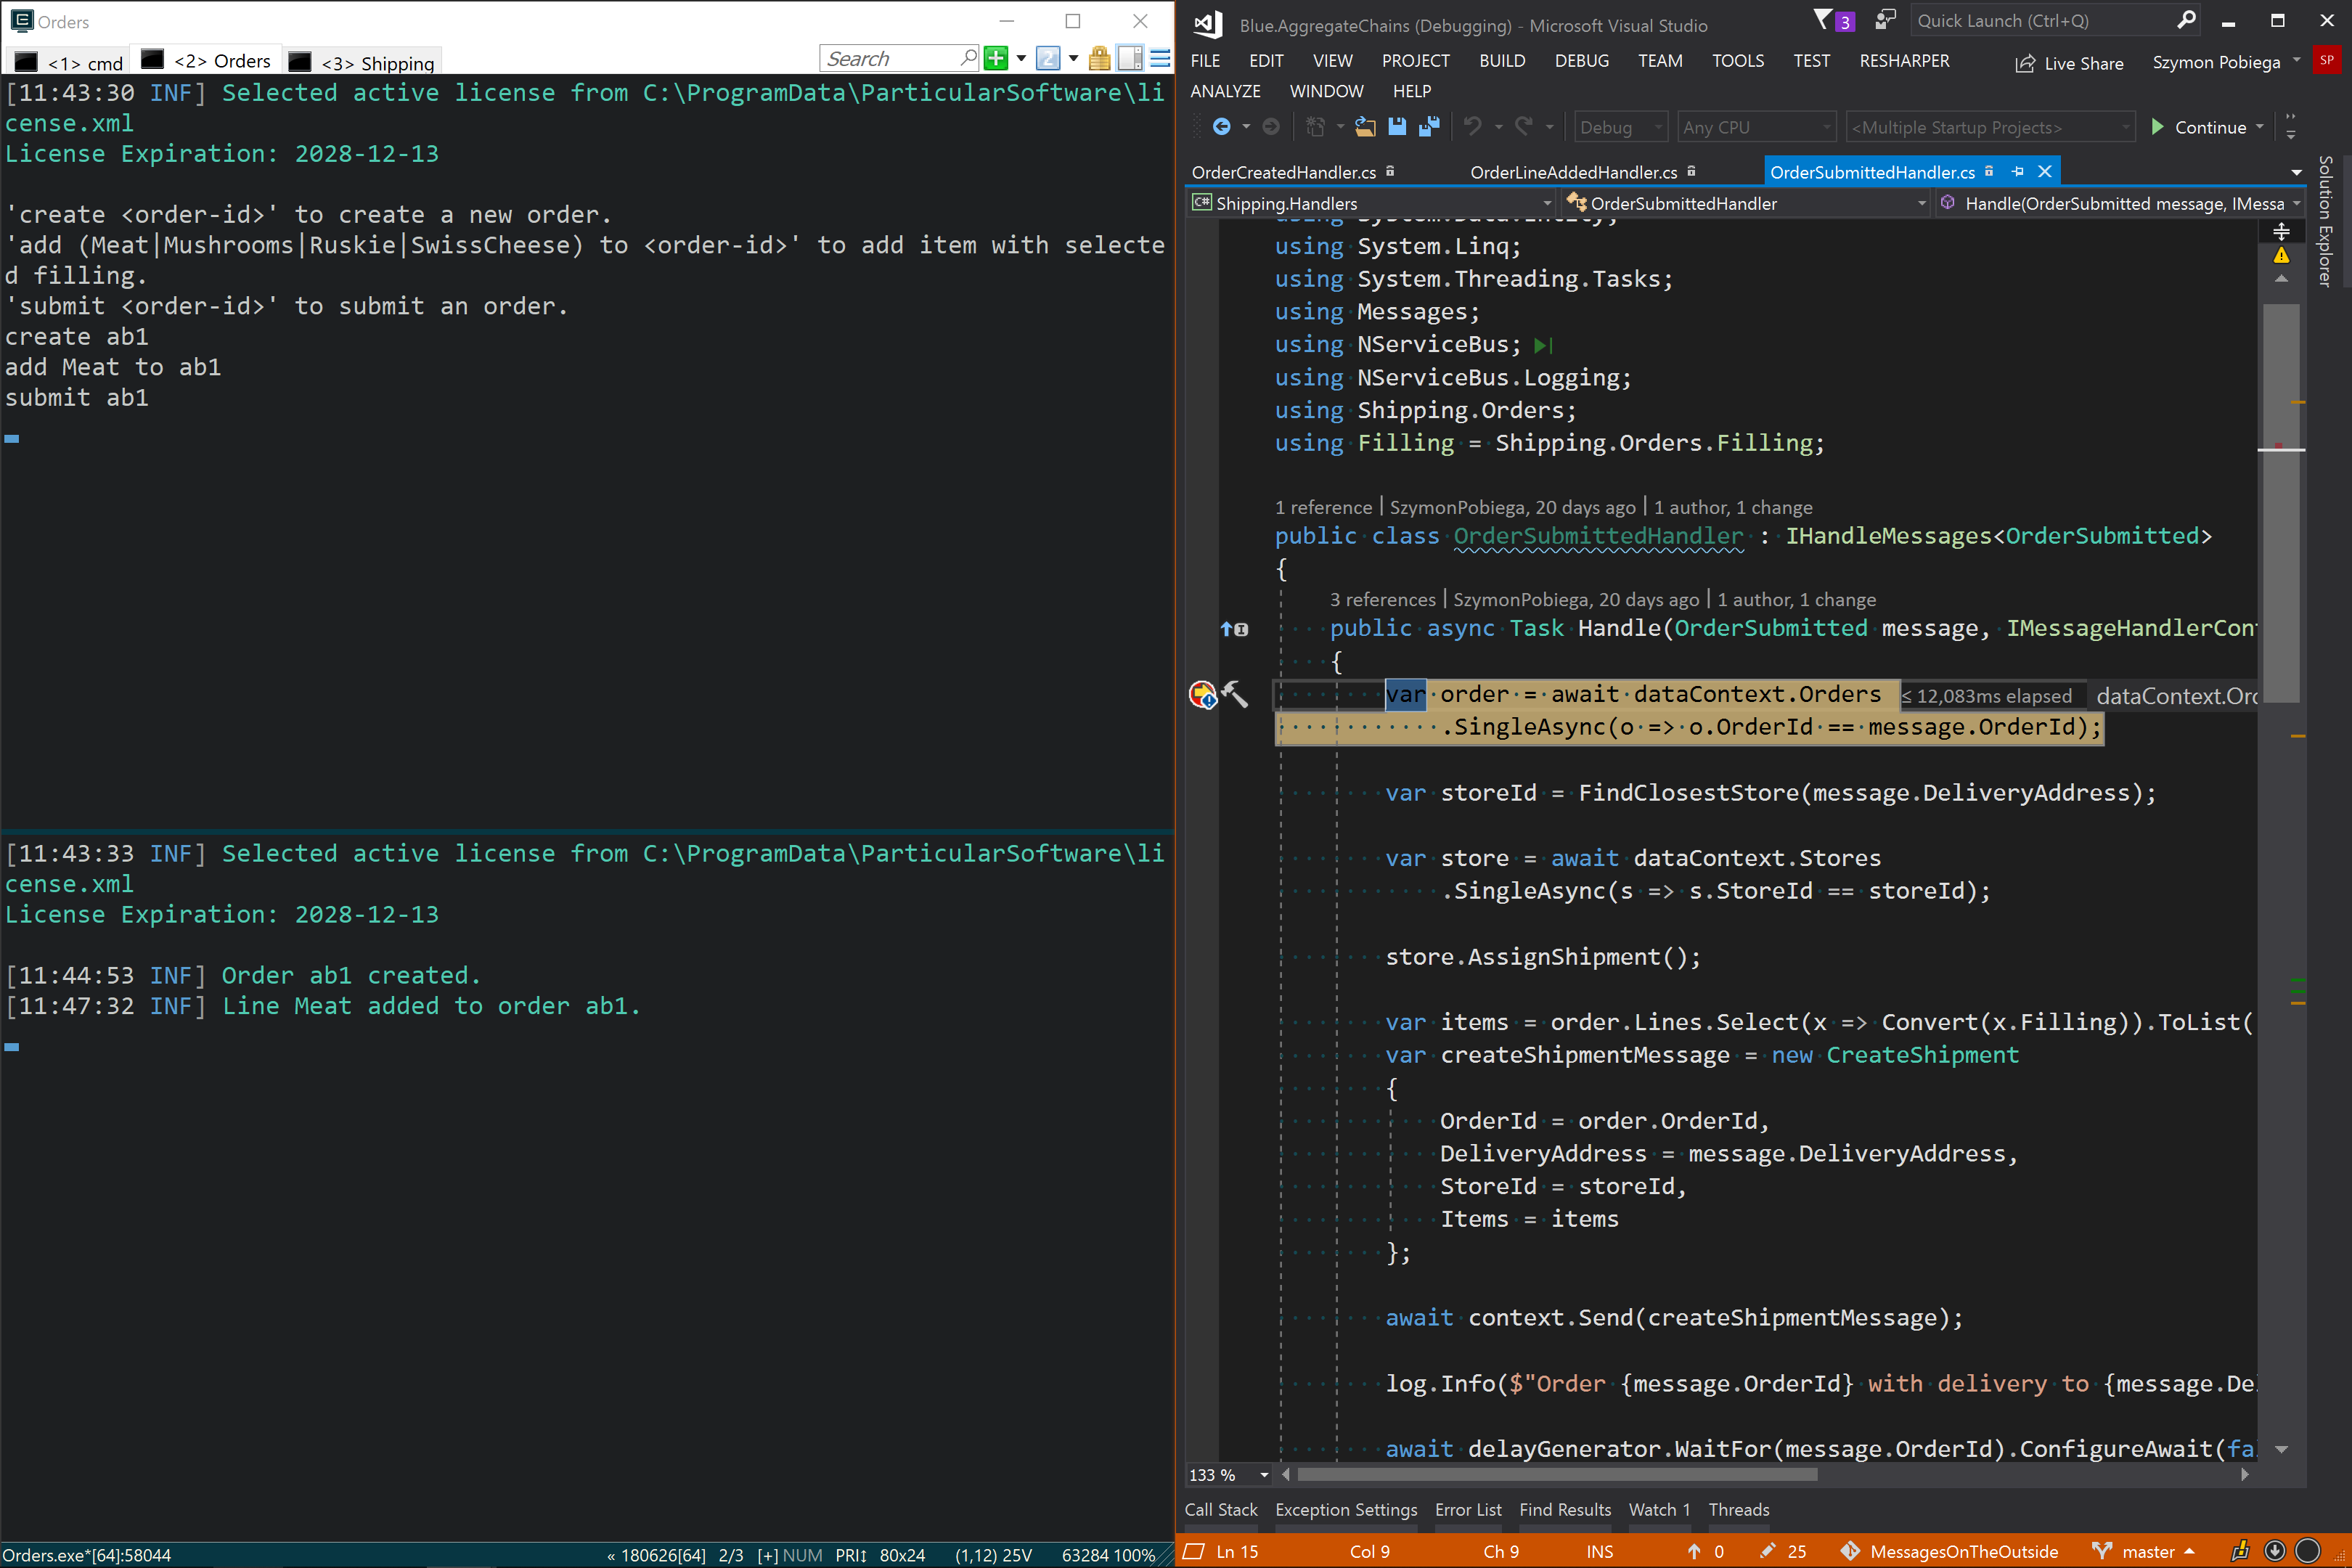 Orders
<1> cmd
<2> Orders
<3> Shipping
Search
[11:43:30 INF] Selected active license from C:\ProgramData\ParticularSoftware\li
cense.xml
License Expiration: 2028-12-13
'create <order-id>' to create a new order.
'add (Meat|Mushrooms|Ruskie|SwissCheese) to <order-id>' to add item with selecte
d filling.
'submit <order-id>' to submit an order.
create ab1
add Meat to ab1
submit ab1
[11:43:33 INF] Selected active license from C:\ProgramData\ParticularSoftware\li
cense.xml
License Expiration: 2028-12-13
[11:44:53 INF] Order ab1 created.
[11:47:32 INF] Line Meat added to order ab1.
Orders.exe*[64]:58044 « 180626[64] 2/3 [+] NUM PRI↕ 80x24 (1,12) 25V 63284 100%
Blue.AggregateChains (Debugging) - Microsoft Visual Studio
3
Quick Launch (Ctrl+Q)
FILE EDIT VIEW PROJECT BUILD DEBUG TEAM TOOLS TEST RESHARPER
Live Share
Szymon Pobiega
SP
ANALYZE WINDOW HELP
Debug
Any CPU
<Multiple Startup Projects>
Continue
OrderCreatedHandler.cs
OrderLineAddedHandler.cs
OrderSubmittedHandler.cs
Solution Explorer
C# Shipping.Handlers
OrderSubmittedHandler
Handle(OrderSubmitted message, IMessa
using System.Data.Entity;
using System.Linq;
using System.Threading.Tasks;
using Messages;
using NServiceBus;
using NServiceBus.Logging;
using Shipping.Orders;
using Filling = Shipping.Orders.Filling;
1 reference | SzymonPobiega, 20 days ago | 1 author, 1 change
public class OrderSubmittedHandler : IHandleMessages<OrderSubmitted>
{
3 references | SzymonPobiega, 20 days ago | 1 author, 1 change
public async Task Handle(OrderSubmitted message, IMessageHandlerCon
{
var order = await dataContext.Orders ≤ 12,083ms elapsed dataContext.Ord
.SingleAsync(o => o.OrderId == message.OrderId);
var storeId = FindClosestStore(message.DeliveryAddress);
var store = await dataContext.Stores
.SingleAsync(s => s.StoreId == storeId);
store.AssignShipment();
var items = order.Lines.Select(x => Convert(x.Filling)).ToList(
var createShipmentMessage = new CreateShipment
{
OrderId = order.OrderId,
DeliveryAddress = message.DeliveryAddress,
StoreId = storeId,
Items = items
};
await context.Send(createShipmentMessage);
log.Info($"Order {message.OrderId} with delivery to {message.De
await delayGenerator.WaitFor(message.OrderId).ConfigureAwait(fa
133 %
Call Stack Exception Settings Error List Find Results Watch 1 Threads
Ln 15 Col 9 Ch 9 INS 0 25 MessagesOnTheOutside master